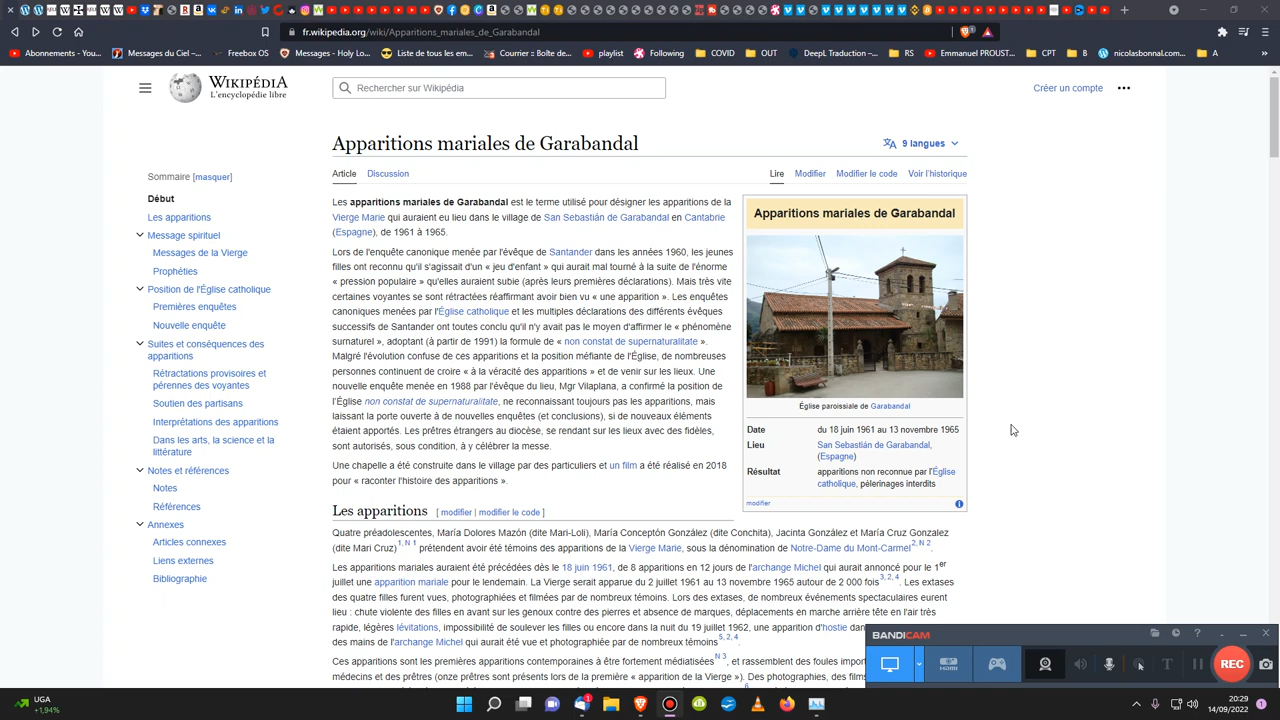 fr.wikipedia.org/wiki/Apparitions_mariales_de_Garabandal
Abonnements - You...
Messages du Ciel -...
Freebox OS
Messages - Holy Lo...
Liste de tous les em...
Courrier :: Boîte de...
playlist
Following
COVID
OUT
DeepL Traduction –...
RS
Emmanuel PROUST...
CPT
B
nicolasbonnal.com...
A
WIKIPÉDIA
L'encyclopédie libre
Rechercher sur Wikipédia
Créer un compte
Apparitions mariales de Garabandal
9 langues
Article Discussion
Lire Modifier Modifier le code Voir l'historique
Sommaire [masquer]
Début
Les apparitions
Message spirituel
Messages de la Vierge
Prophéties
Position de l'Église catholique
Premières enquêtes
Nouvelle enquête
Suites et conséquences des
apparitions
Rétractations provisoires et
pérennes des voyantes
Soutien des partisans
Interprétations des apparitions
Dans les arts, la science et la
littérature
Notes et références
Notes
Références
Annexes
Articles connexes
Liens externes
Bibliographie
Les apparitions mariales de Garabandal est le terme utilisé pour désigner les apparitions de la
Vierge Marie qui auraient eu lieu dans le village de San Sebastián de Garabandal en Cantabrie
(Espagne), de 1961 à 1965.
Lors de l'enquête canonique menée par l'évêque de Santander dans les années 1960, les jeunes
filles ont reconnu qu'il s'agissait d'un « jeu d'enfant » qui aurait mal tourné à la suite de l'énorme
« pression populaire » qu'elles auraient subie (après leurs premières déclarations). Mais très vite
certaines voyantes se sont rétractées réaffirmant avoir bien vu « une apparition ». Les enquêtes
canoniques menées par l'Église catholique et les multiples déclarations des différents évêques
successifs de Santander ont toutes conclu qu'il n'y avait pas le moyen d'affirmer le « phénomène
surnaturel », adoptant (à partir de 1991) la formule de « non constat de supernaturalitate ».
Malgré l'évolution confuse de ces apparitions et la position méfiante de l'Église, de nombreuses
personnes continuent de croire « à la véracité des apparitions » et de venir sur les lieux. Une
nouvelle enquête menée en 1988 par l'évêque du lieu, Mgr Vilaplana, a confirmé la position de
l'Église non constat de supernaturalitate, ne reconnaissant toujours pas les apparitions, mais
laissant la porte ouverte à de nouvelles enquêtes (et conclusions), si de nouveaux éléments
étaient apportés. Les prêtres étrangers au diocèse, se rendant sur les lieux avec des fidèles,
sont autorisés, sous condition, à y célébrer la messe.
Une chapelle a été construite dans le village par des particuliers et un film a été réalisé en 2018
pour « raconter l'histoire des apparitions ».
Apparitions mariales de Garabandal
Église paroissiale de Garabandal
Date du 18 juin 1961 au 13 novembre 1965
Lieu San Sebastián de Garabandal,
(Espagne)
Résultat apparitions non reconnue par l'Église
catholique, pélerinages interdits
modifier
Les apparitions [ modifier | modifier le code ]
Quatre préadolescentes, María Dolores Mazón (dite Mari-Loli), María Conceptón González (dite Conchita), Jacinta González et María Cruz Gonzalez
(dite Mari Cruz)1, N 1 prétendent avoir été témoins des apparitions de la Vierge Marie, sous la dénomination de Notre-Dame du Mont-Carmel2, N 2.
Les apparitions mariales auraient été précédées dès le 18 juin 1961, de 8 apparitions en 12 jours de l'archange Michel qui aurait annoncé pour le 1er
juillet une apparition mariale pour le lendemain. La Vierge serait apparue du 2 juillet 1961 au 13 novembre 1965 autour de 2 000 fois3, 2, 4. Les extases
des quatre filles furent vues, photographiées et filmées par de nombreux témoins. Lors des extases, de nombreux événements spectaculaires eurent
lieu : chute violente des filles en avant sur les genoux contre des pierres et absence de marques, déplacements en marche arrière tête en l'air très
rapide, légères lévitations, impossibilité de soulever les filles ou encore dans la nuit du 19 juillet 1962, une apparition d'hostie dan
des mains de l'archange Michel qui aurait été vue et photographiée par de nombreux témoins5, 2, 4.
Ces apparitions sont les premières apparitions contemporaines à être fortement médiatiséesN 3, et rassemblent des foules impor
médecins et des prêtres (onze prêtres sont présents lors de la première « apparition de la Vierge »). Des photographies, des films
BANDICAM
HDMI
REC
UGA
+1,94%
20:29
14/09/2022